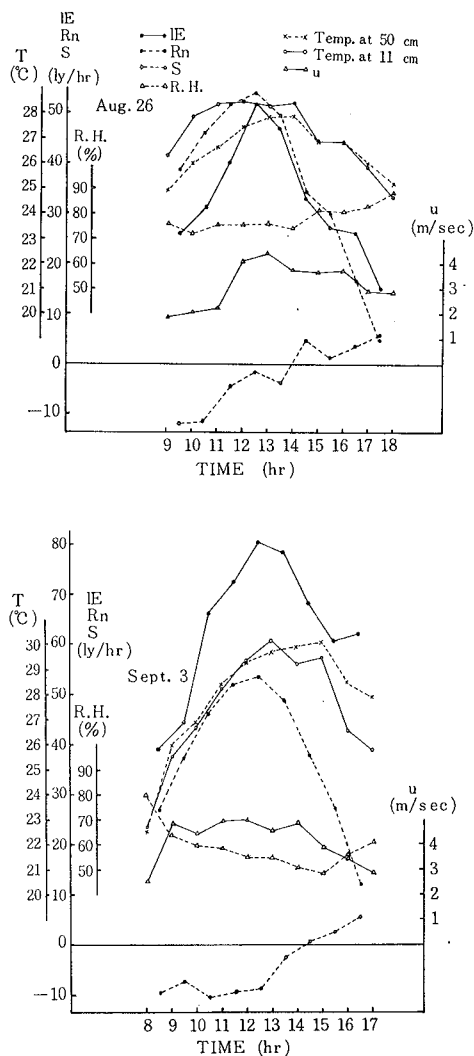 lE
Rn
S
(ly/hr)
T
(℃)
lE
Rn
S
R.H.
Temp. at 50 cm
Temp. at 11 cm
u
Aug. 26
R.H.
(%)
u
(m/sec)
28
27
26
25
24
23
22
21
20
50
40
30
20
10
0
—10
90
80
70
60
50
4
3
2
1
9 10 11 12 13 14 15 16 17 18
TIME (hr)
T
(℃)
lE
Rn
S
(ly/hr)
Sept. 3
R.H.
(%)
u
(m/sec)
80
70
60
50
40
30
20
10
0
—10
30
29
28
27
26
25
24
23
22
21
20
90
80
70
60
50
4
3
2
1
8 9 10 11 12 13 14 15 16 17
TIME (hr)